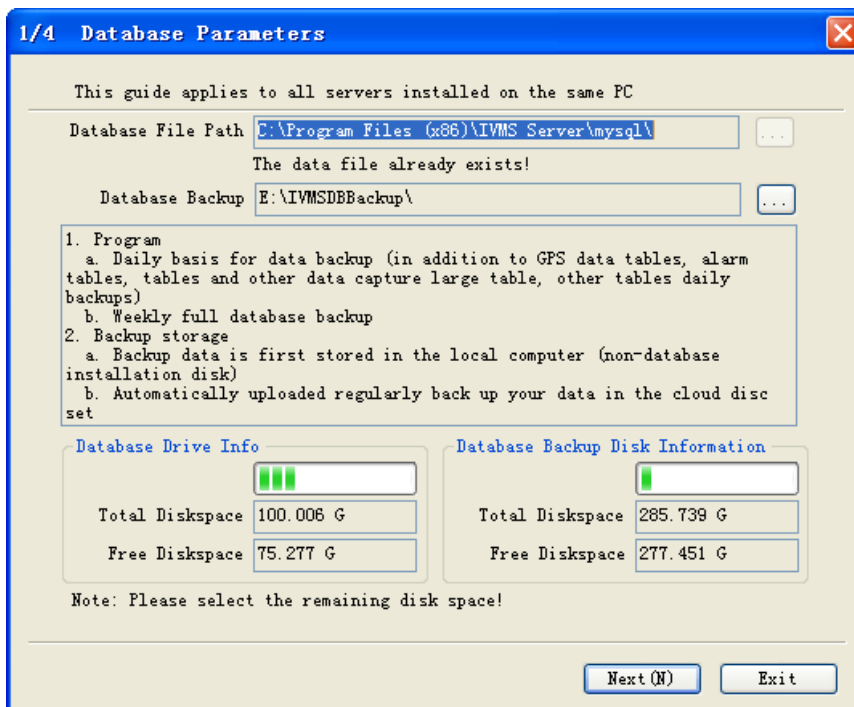 1/4 Database Parameters
This guide applies to all servers installed on the same PC
Database File Path C:\Program Files (x86)\IVMS Server\mysql\ ...
The data file already exists!
Database Backup E:\IVMSDBBackup\ ...
1. Program
a. Daily basis for data backup (in addition to GPS data tables, alarm
tables, tables and other data capture large table, other tables daily
backups)
b. Weekly full database backup
2. Backup storage
a. Backup data is first stored in the local computer (non-database
installation disk)
b. Automatically uploaded regularly back up your data in the cloud disc
set
Database Drive Info
Total Diskspace 100.006 G
Free Diskspace 75.277 G
Database Backup Disk Information
Total Diskspace 285.739 G
Free Diskspace 277.451 G
Note: Please select the remaining disk space!
Next(N) Exit